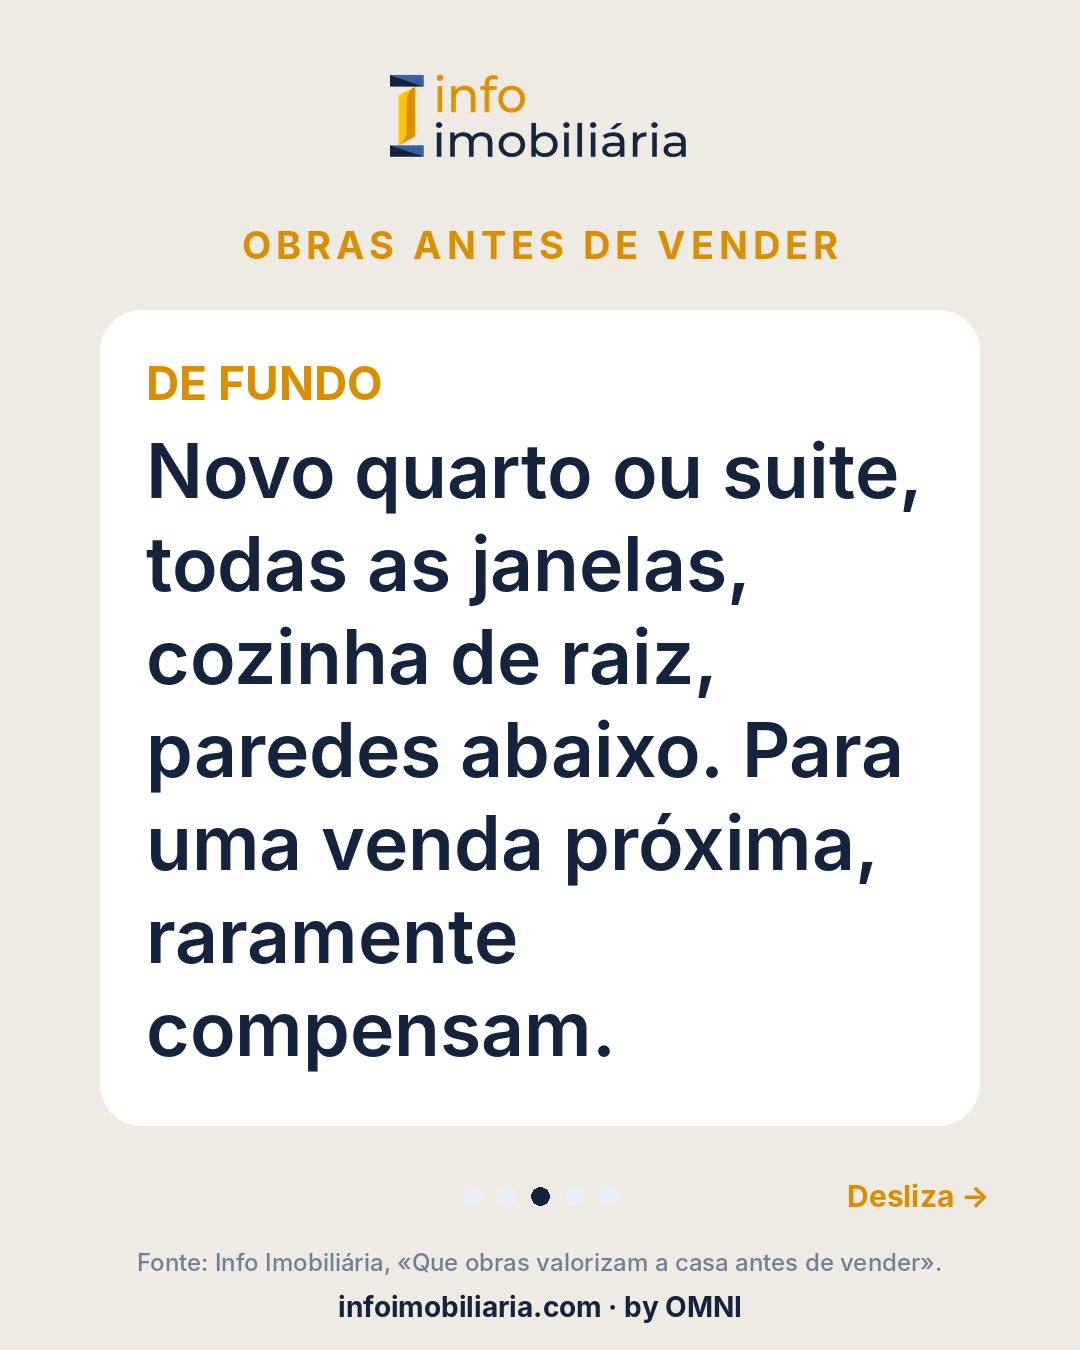 info
imobiliária
OBRAS ANTES DE VENDER
DE FUNDO
Novo quarto ou suite,
todas as janelas,
cozinha de raiz,
paredes abaixo. Para
uma venda próxima,
raramente
compensam.
Desliza →
Fonte: Info Imobiliária, «Que obras valorizam a casa antes de vender».
infoimobiliaria.com · by OMNI